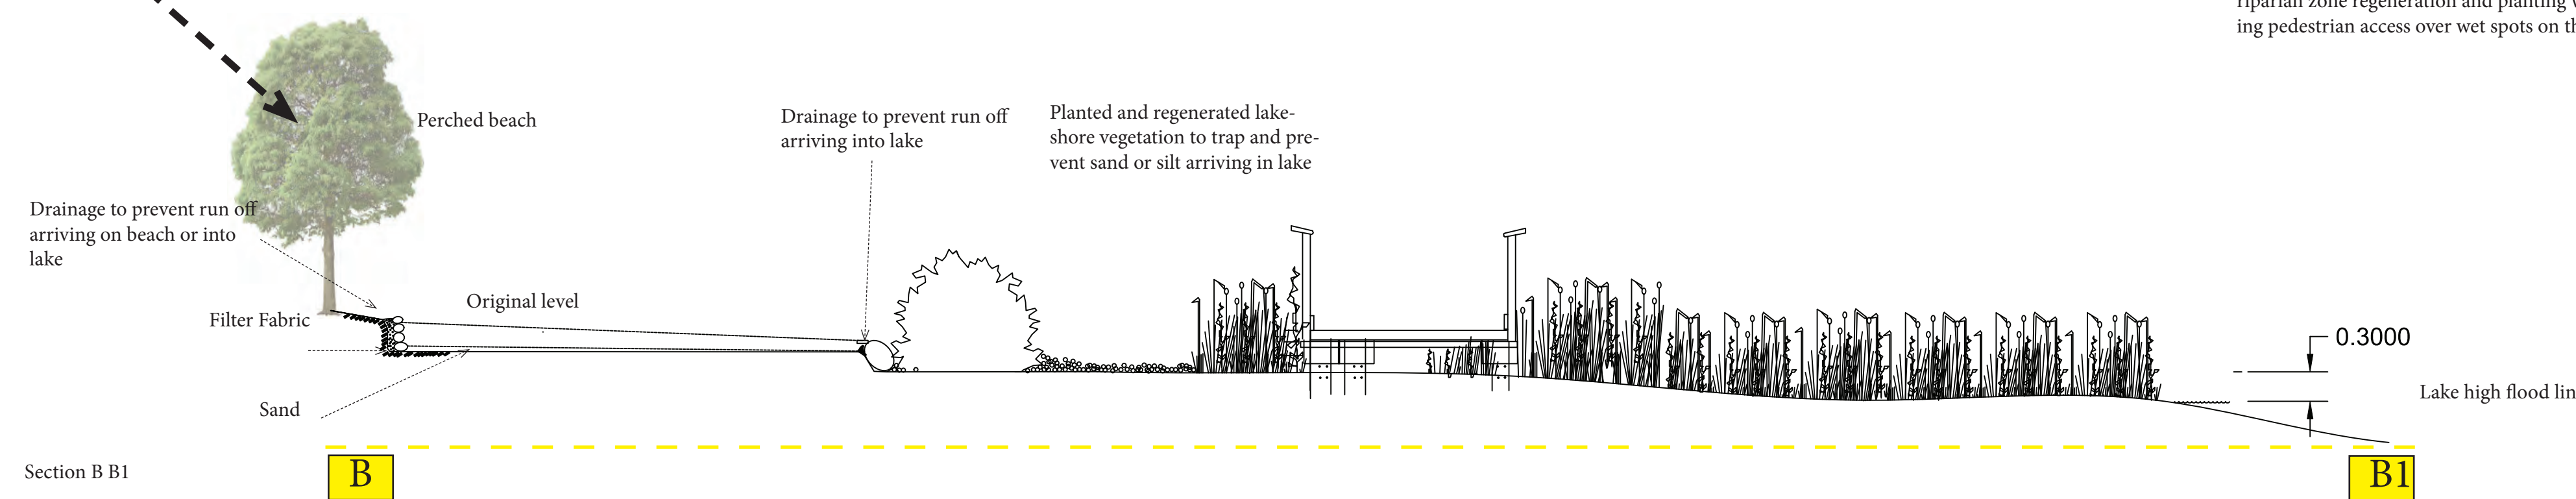 riparian zone regeneration and planting
ing pedestrian access over wet spots on
Perched beach
Drainage to prevent run off
arriving into lake
Planted and regenerated lake-
shore vegetation to trap and pre-
vent sand or silt arriving in lake
Drainage to prevent run off
arriving on beach or into
lake
Original level
Filter Fabric
0.3000
Lake high flood lin
Sand
Section B B1
B
B1